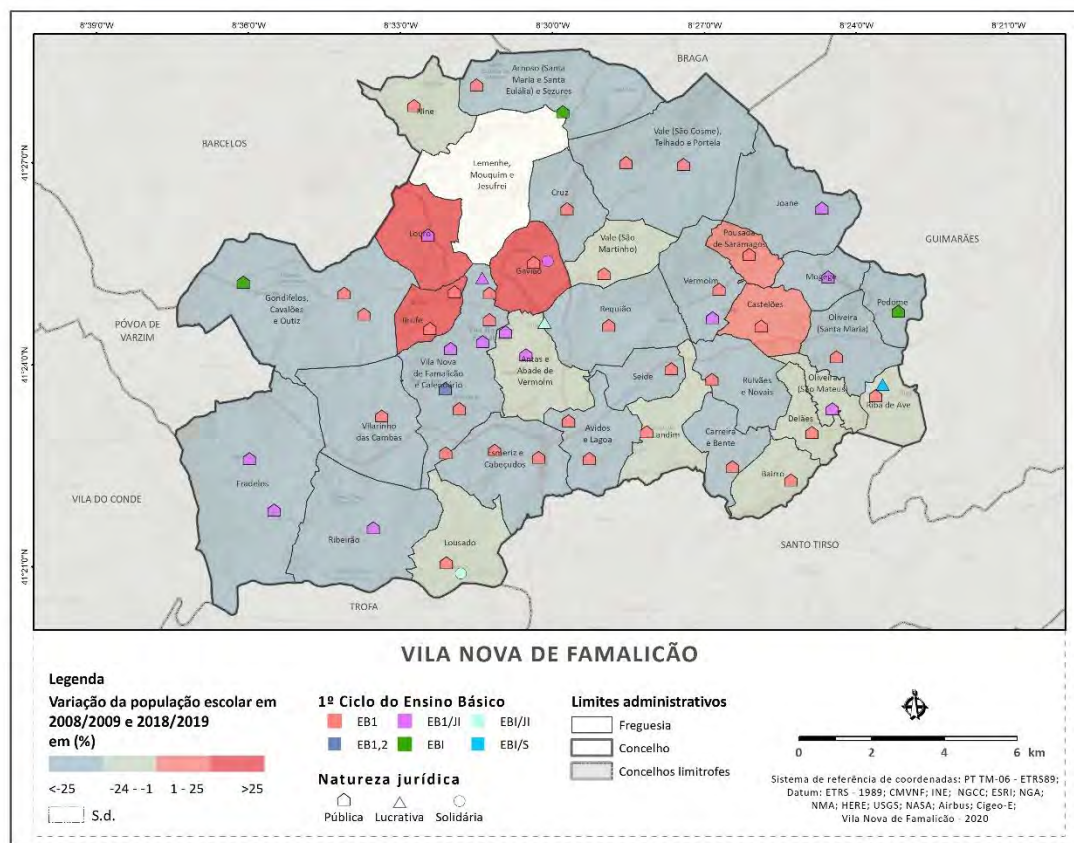 8°39'0"W 8°36'0"W 8°33'0"W 8°30'0"W 8°27'0"W 8°24'0"W 8°21'0"W
41°27'0"N
41°24'0"N
41°21'0"N
BRAGA
BARCELOS
GUIMARÃES
PÓVOA DE
VARZIM
VILA DO CONDE
SANTO TIRSO
TROFA
Arnoso (Santa
Maria e Santa
Eulália) e Sezures
Nine
Vale (São Cosme),
Telhado e Portela
Lemenhe,
Mouquim e
Jesufrei
Cruz
Joane
Louro
Vale (São
Martinho)
Pousada
de Saramagos
Gavião
Mogege
Vermoim
Gondifelos,
Cavalões
e Outiz
Pedome
Castelões
Requião
Oliveira
(Santa Maria)
Brufe
Vila Nova
de Famalicão
e Calendário
Antas e
Abade de
Vermoim
Seide
Ruivães
e Novais
Oliveira
(São Mateus)
Riba de Ave
Delães
Vilarinho
das Cambas
Avidos
e Lagoa
Landim
Carreira
e Bente
Esmeriz e
Cabeçudos
Bairro
Fradelos
Ribeirão
Lousado
VILA NOVA DE FAMALICÃO
Legenda
Variação da população escolar em
2008/2009 e 2018/2019
em (%)
<-25 -24 - -1 1 - 25 >25
S.d.
1º Ciclo do Ensino Básico
EB1 EB1/JI EBI/JI
EB1,2 EBI EBI/S
Natureza jurídica
Pública Lucrativa Solidária
Limites administrativos
Freguesia
Concelho
Concelhos limitrofes
0 2 4 6 km
Sistema de referência de coordenadas: PT TM-06 - ETRS89;
Datum: ETRS - 1989; CMVNF; INE; NGCC; ESRI; NGA;
NMA; HERE; USGS; NASA; Airbus; Cigeo-E;
Vila Nova de Famalicão - 2020